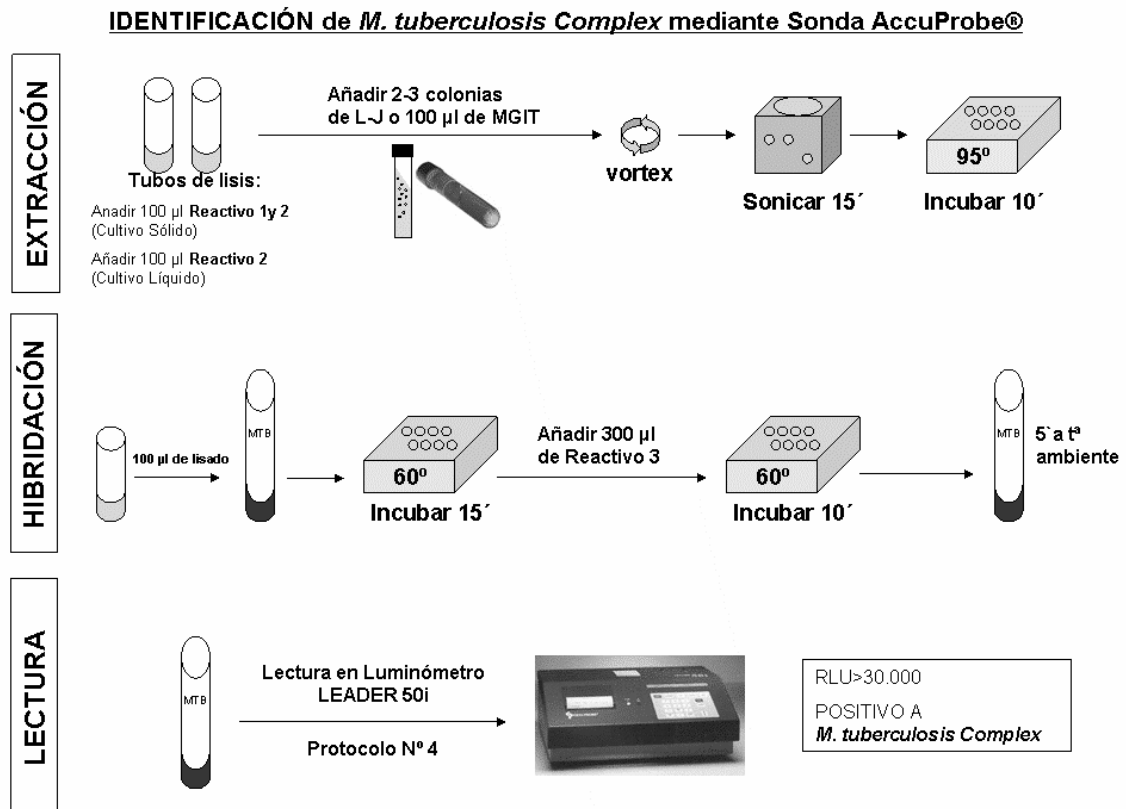 IDENTIFICACIÓN de M. tuberculosis Complex mediante Sonda AccuProbe®
EXTRACCIÓN
Tubos de lisis:
Anadir 100 µl Reactivo 1y 2
(Cultivo Sólido)
Añadir 100 µl Reactivo 2
(Cultivo Líquido)
Añadir 2-3 colonias
de L-J o 100 µl de MGIT
vortex
Sonicar 15´
95º
Incubar 10´
HIBRIDACIÓN
100 µl de lisado
MTB
60º
Incubar 15´
Añadir 300 µl
de Reactivo 3
60º
Incubar 10´
MTB
5`a tª
ambiente
LECTURA
MTB
Lectura en Luminómetro
LEADER 50i
Protocolo Nº 4
RLU>30.000
POSITIVO A
M. tuberculosis Complex